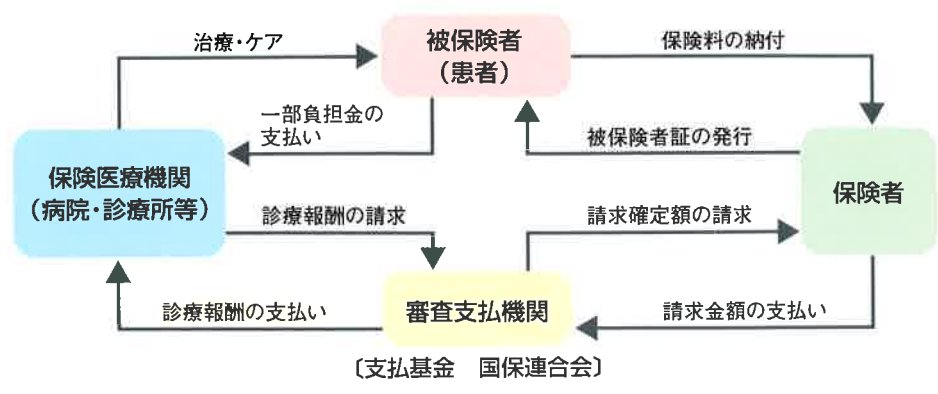 治療・ケア
被保険者
（患者）
保険料の納付
一部負担金の
支払い
被保険者証の発行
保険医療機関
（病院・診療所等）
保険者
診療報酬の請求
請求確定額の請求
診療報酬の支払い
審査支払機関
請求金額の支払い
〔支払基金　国保連合会〕